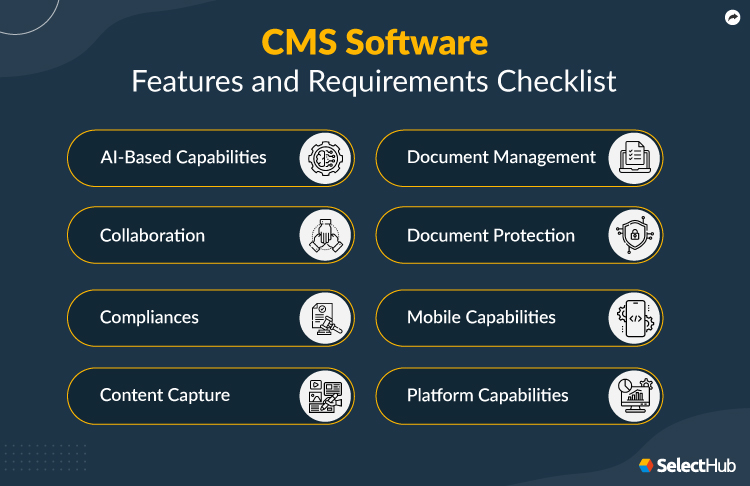 CMS Software
Features and Requirements Checklist
AI-Based Capabilities
Document Management
Collaboration
Document Protection
Compliances
Mobile Capabilities
Content Capture
Platform Capabilities
SelectHub